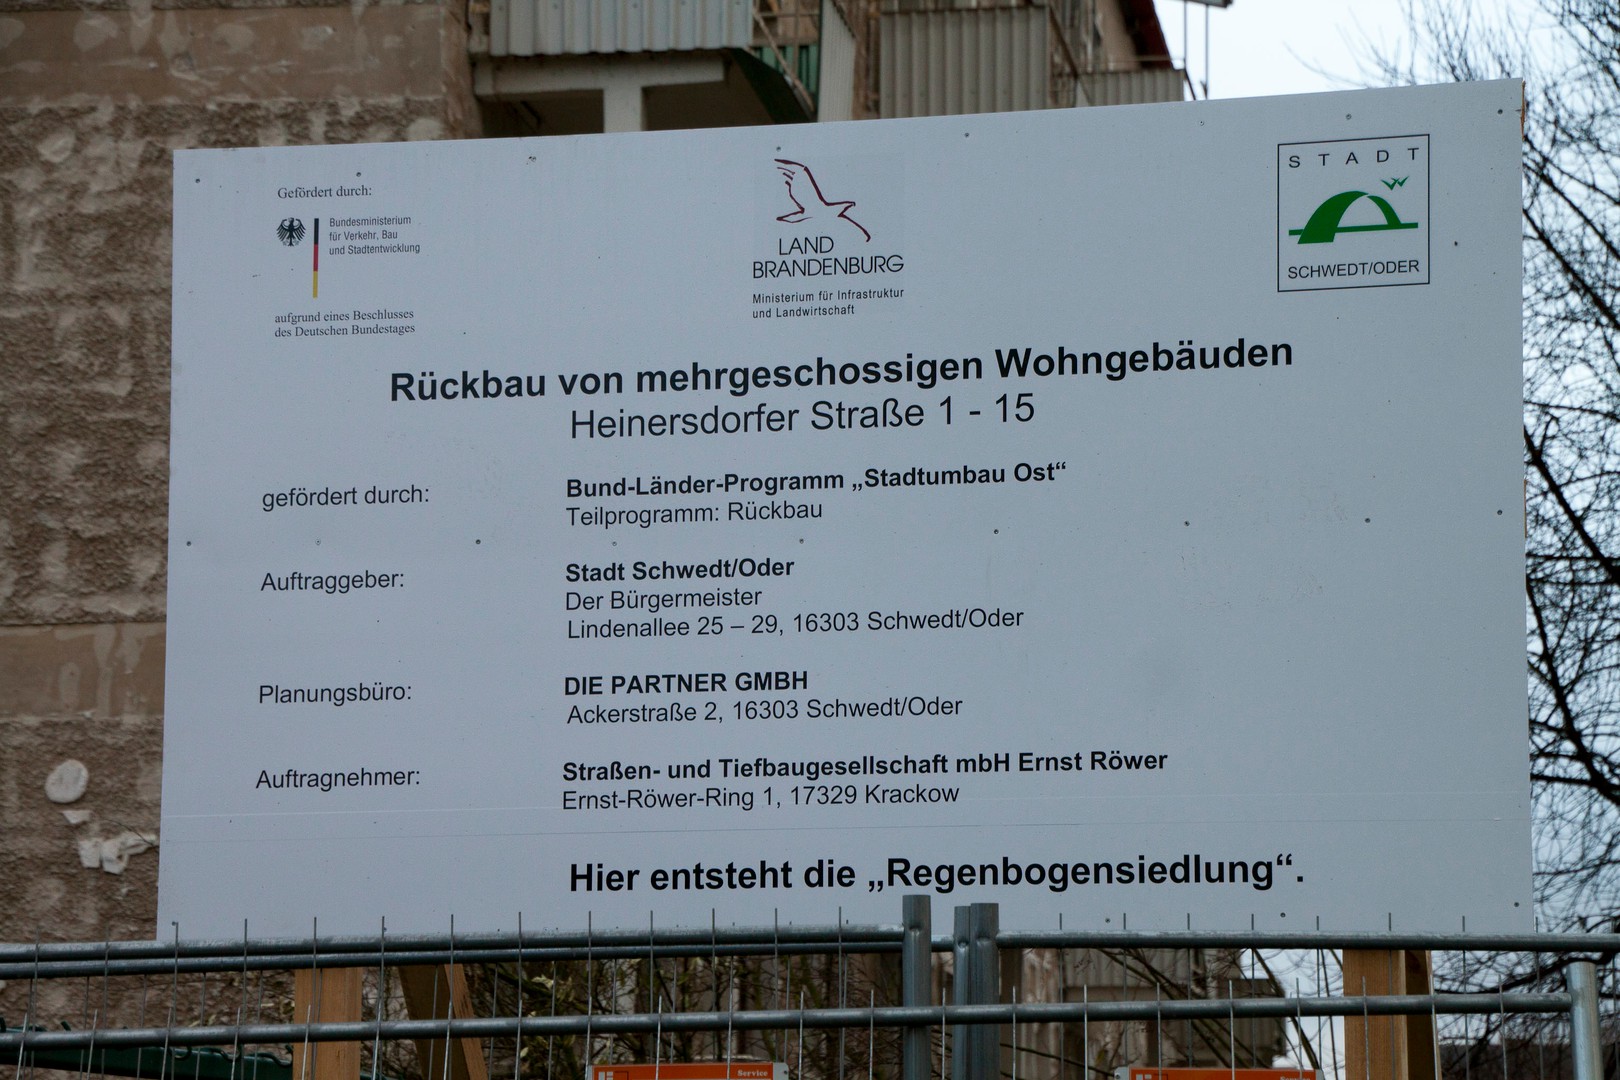 Gefördert durch:
Bundesministerium
für Verkehr, Bau
und Stadtentwicklung
aufgrund eines Beschlusses
des Deutschen Bundestages
LAND
BRANDENBURG
Ministerium für Infrastruktur
und Landwirtschaft
STADT
SCHWEDT/ODER
Rückbau von mehrgeschossigen Wohngebäuden
Heinersdorfer Straße 1 - 15
gefördert durch: Bund-Länder-Programm „Stadtumbau Ost“
Teilprogramm: Rückbau
Auftraggeber: Stadt Schwedt/Oder
Der Bürgermeister
Lindenallee 25 – 29, 16303 Schwedt/Oder
Planungsbüro: DIE PARTNER GMBH
Ackerstraße 2, 16303 Schwedt/Oder
Auftragnehmer: Straßen- und Tiefbaugesellschaft mbH Ernst Röwer
Ernst-Röwer-Ring 1, 17329 Krackow
Hier entsteht die „Regenbogensiedlung“.
Service
Service